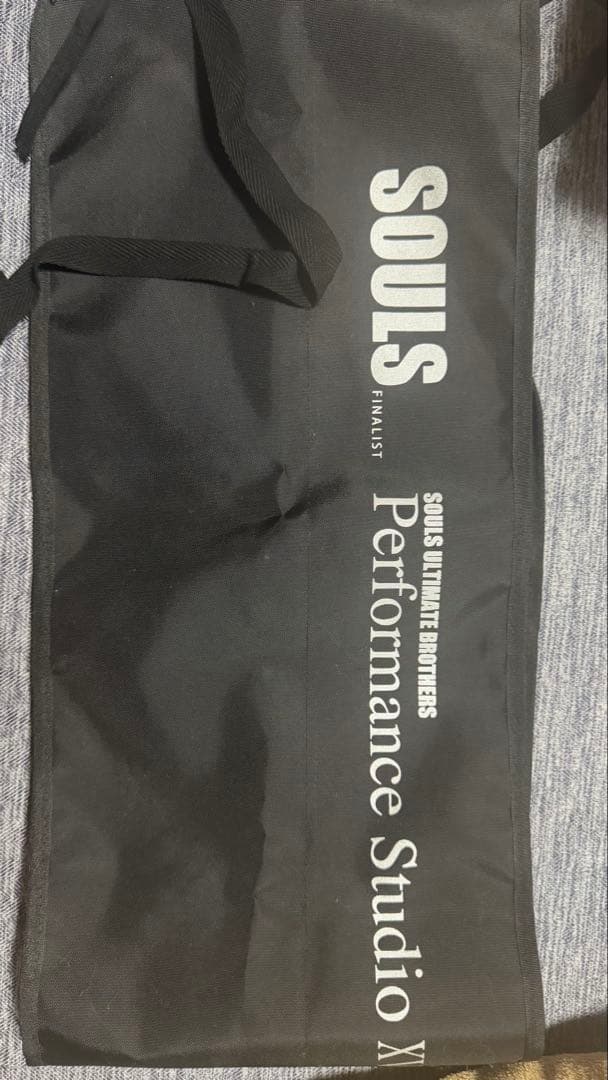 SOULS
FINALIST
SOULS ULTIMATE BROTHERS
Performance Studio